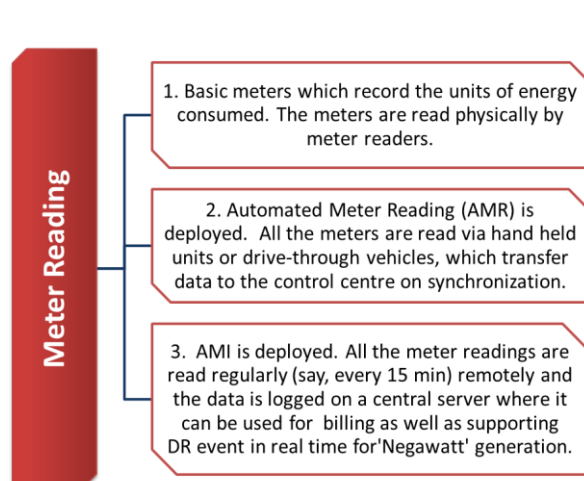 Meter Reading
1. Basic meters which record the units of energy
consumed. The meters are read physically by
meter readers.
2. Automated Meter Reading (AMR) is
deployed.  All the meters are read via hand held
units or drive-through vehicles, which transfer
data to the control centre on synchronization.
3.  AMI is deployed. All the meter readings are
read regularly (say, every 15 min) remotely and
the data is logged on a central server where it
can be used for  billing as well as supporting
DR event in real time for'Negawatt' generation.